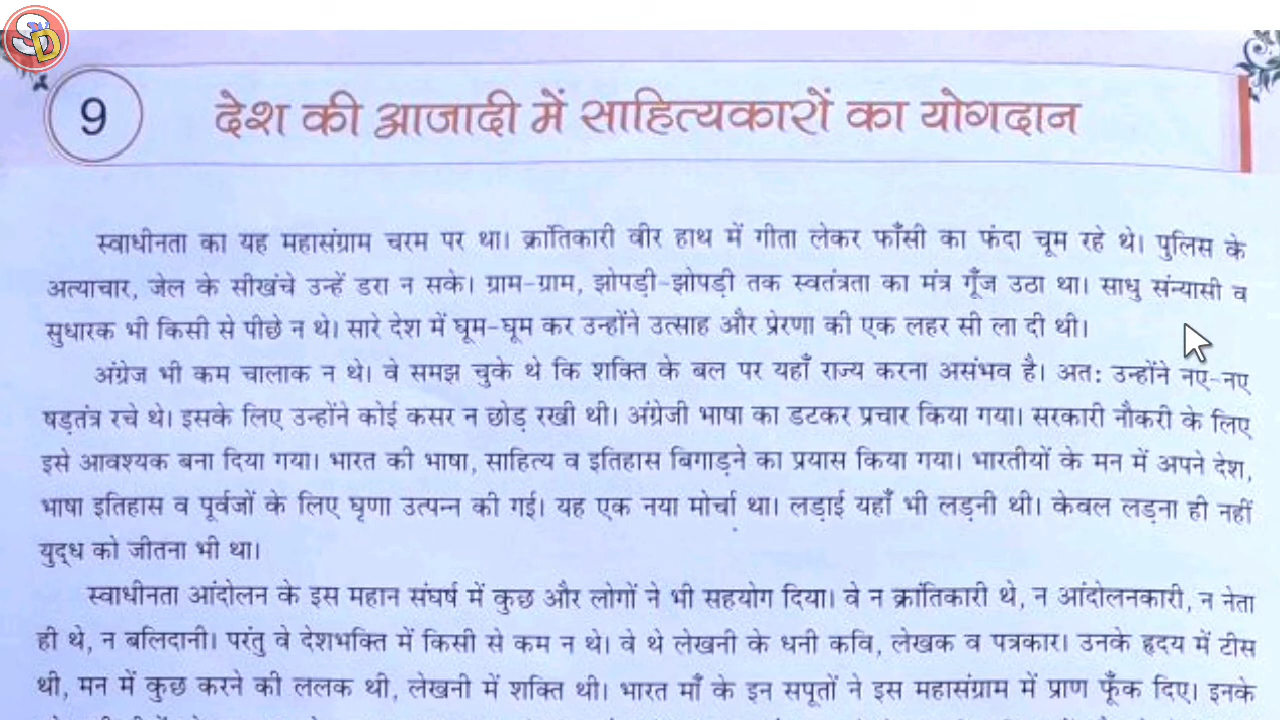 SD
9
देश की आजादी में साहित्यकारों का योगदान
स्वाधीनता का यह महासंग्राम चरम पर था। क्रांतिकारी वीर हाथ में गीता लेकर फाँसी का फंदा चूम रहे थे। पुलिस के
अत्याचार, जेल के सीखंचे उन्हें डरा न सके। ग्राम-ग्राम, झोपड़ी-झोपड़ी तक स्वतंत्रता का मंत्र गूँज उठा था। साधु संन्यासी व
सुधारक भी किसी से पीछे न थे। सारे देश में घूम-घूम कर उन्होंने उत्साह और प्रेरणा की एक लहर सी ला दी थी।
अंग्रेज भी कम चालाक न थे। वे समझ चुके थे कि शक्ति के बल पर यहाँ राज्य करना असंभव है। अतः उन्होंने नए-नए
षड़तंत्र रचे थे। इसके लिए उन्होंने कोई कसर न छोड़ रखी थी। अंग्रेजी भाषा का डटकर प्रचार किया गया। सरकारी नौकरी के लिए
इसे आवश्यक बना दिया गया। भारत की भाषा, साहित्य व इतिहास बिगाड़ने का प्रयास किया गया। भारतीयों के मन में अपने देश,
भाषा इतिहास व पूर्वजों के लिए घृणा उत्पन्न की गई। यह एक नया मोर्चा था। लड़ाई यहाँ भी लड़नी थी। केवल लड़ना ही नहीं
युद्ध को जीतना भी था।
स्वाधीनता आंदोलन के इस महान संघर्ष में कुछ और लोगों ने भी सहयोग दिया। वे न क्रांतिकारी थे, न आंदोलनकारी, न नेता
ही थे, न बलिदानी। परंतु वे देशभक्ति में किसी से कम न थे। वे थे लेखनी के धनी कवि, लेखक व पत्रकार। उनके हृदय में टीस
थी, मन में कुछ करने की ललक थी, लेखनी में शक्ति थी। भारत माँ के इन सपूतों ने इस महासंग्राम में प्राण फूँक दिए। इनके